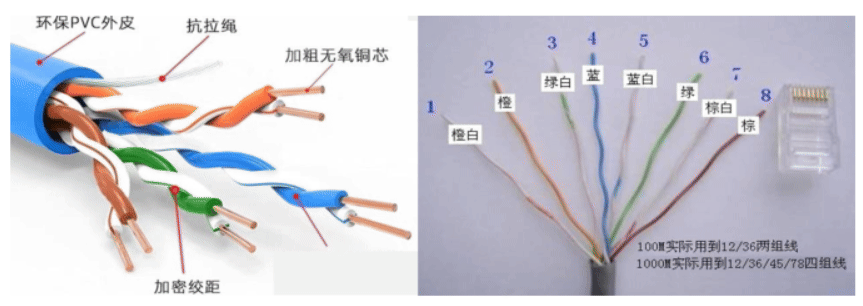 环保PVC外皮
抗拉绳
加粗无氧铜芯
加密绞距
1
橙白
2
橙
3
绿白
4
蓝
5
蓝白
6
绿
7
棕白
8
棕
100M实际用到12/36两组线
1000M实际用到12/36/45/78四组线